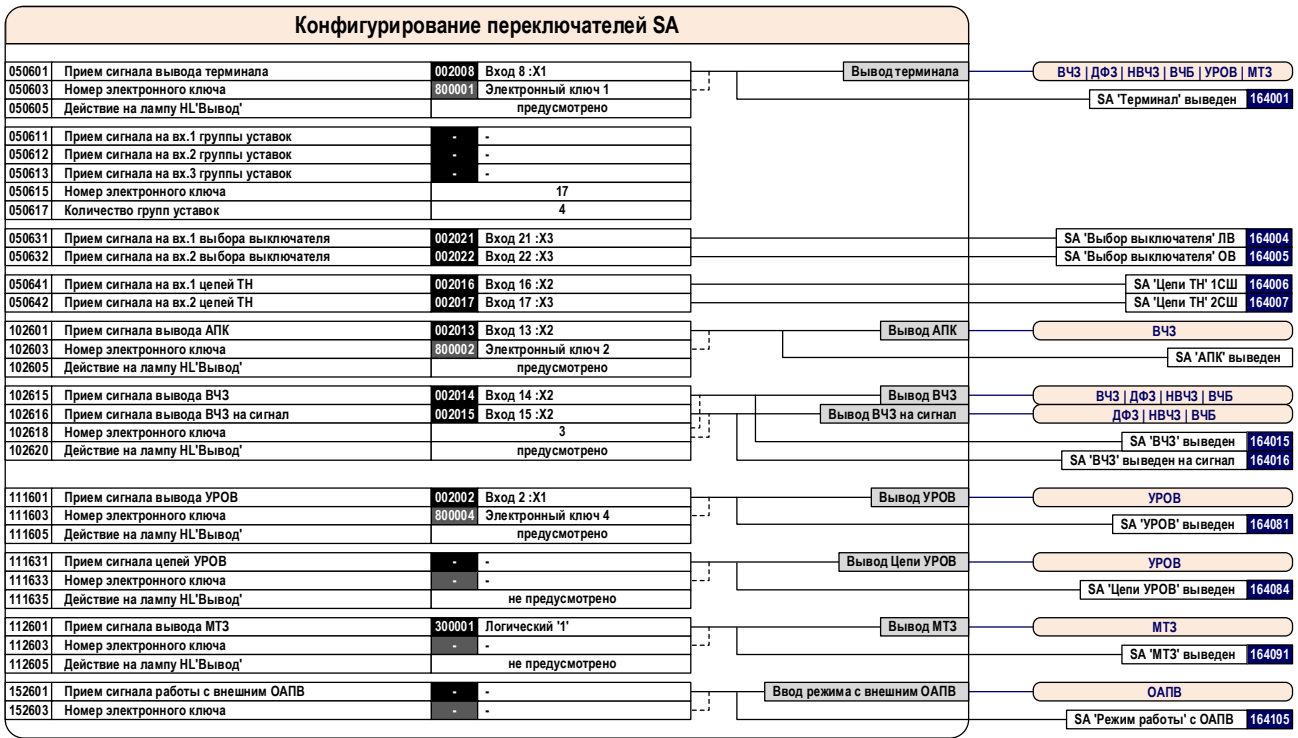 Конфигурирование переключателей SA
050601 Прием сигнала вывода терминала 002008 Вход 8 :X1 Вывод терминала ВЧЗ | ДФЗ | НВЧЗ | ВЧБ | УРОВ | МТЗ
050603 Номер электронного ключа 800001 Электронный ключ 1
SA 'Терминал' выведен 164001
050605 Действие на лампу HL'Вывод' предусмотрено
050611 Прием сигнала на вх.1 группы уставок - -
050612 Прием сигнала на вх.2 группы уставок - -
050613 Прием сигнала на вх.3 группы уставок - -
050615 Номер электронного ключа 17
050617 Количество групп уставок 4
050631 Прием сигнала на вх.1 выбора выключателя 002021 Вход 21 :X3 SA 'Выбор выключателя' ЛВ 164004
050632 Прием сигнала на вх.2 выбора выключателя 002022 Вход 22 :X3 SA 'Выбор выключателя' ОВ 164005
050641 Прием сигнала на вх.1 цепей ТН 002016 Вход 16 :X2 SA 'Цепи ТН' 1СШ 164006
050642 Прием сигнала на вх.2 цепей ТН 002017 Вход 17 :X3 SA 'Цепи ТН' 2СШ 164007
102601 Прием сигнала вывода АПК 002013 Вход 13 :X2 Вывод АПК ВЧЗ
102603 Номер электронного ключа 800002 Электронный ключ 2
SA 'АПК' выведен
102605 Действие на лампу HL'Вывод' предусмотрено
102615 Прием сигнала вывода ВЧЗ 002014 Вход 14 :X2 Вывод ВЧЗ ВЧЗ | ДФЗ | НВЧЗ | ВЧБ
102616 Прием сигнала вывода ВЧЗ на сигнал 002015 Вход 15 :X2 Вывод ВЧЗ на сигнал ДФЗ | НВЧЗ | ВЧБ
102618 Номер электронного ключа 3
SA 'ВЧЗ' выведен 164015
102620 Действие на лампу HL'Вывод' предусмотрено
SA 'ВЧЗ' выведен на сигнал 164016
111601 Прием сигнала вывода УРОВ 002002 Вход 2 :X1 Вывод УРОВ УРОВ
111603 Номер электронного ключа 800004 Электронный ключ 4
SA 'УРОВ' выведен 164081
111605 Действие на лампу HL'Вывод' предусмотрено
111631 Прием сигнала цепей УРОВ - - Вывод Цепи УРОВ УРОВ
111633 Номер электронного ключа - -
SA 'Цепи УРОВ' выведен 164084
111635 Действие на лампу HL'Вывод' не предусмотрено
112601 Прием сигнала вывода МТЗ 300001 Логический '1' Вывод МТЗ МТЗ
112603 Номер электронного ключа - -
SA 'МТЗ' выведен 164091
112605 Действие на лампу HL'Вывод' не предусмотрено
152601 Прием сигнала работы с внешним ОАПВ - - Ввод режима с внешним ОАПВ ОАПВ
152603 Номер электронного ключа - -
SA 'Режим работы' с ОАПВ 164105